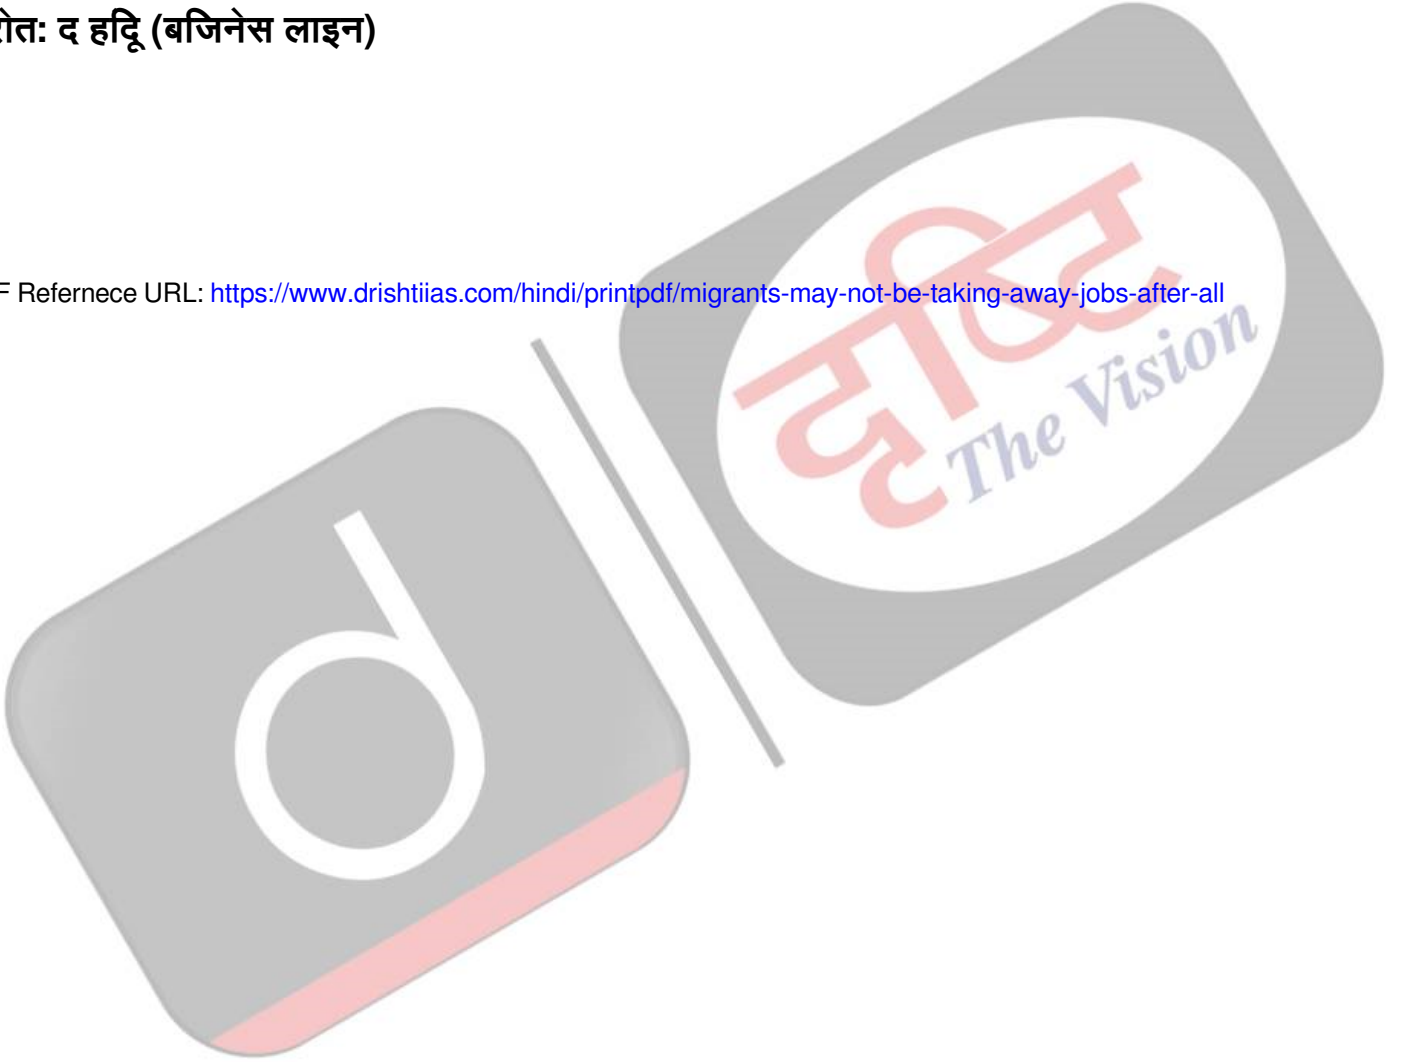 रोत: द हिंदू (बिज़नेस लाइन)
F Refernece URL: https://www.drishtiias.com/hindi/printpdf/migrants-may-not-be-taking-away-jobs-after-all
दृष्टि
The Vision
d